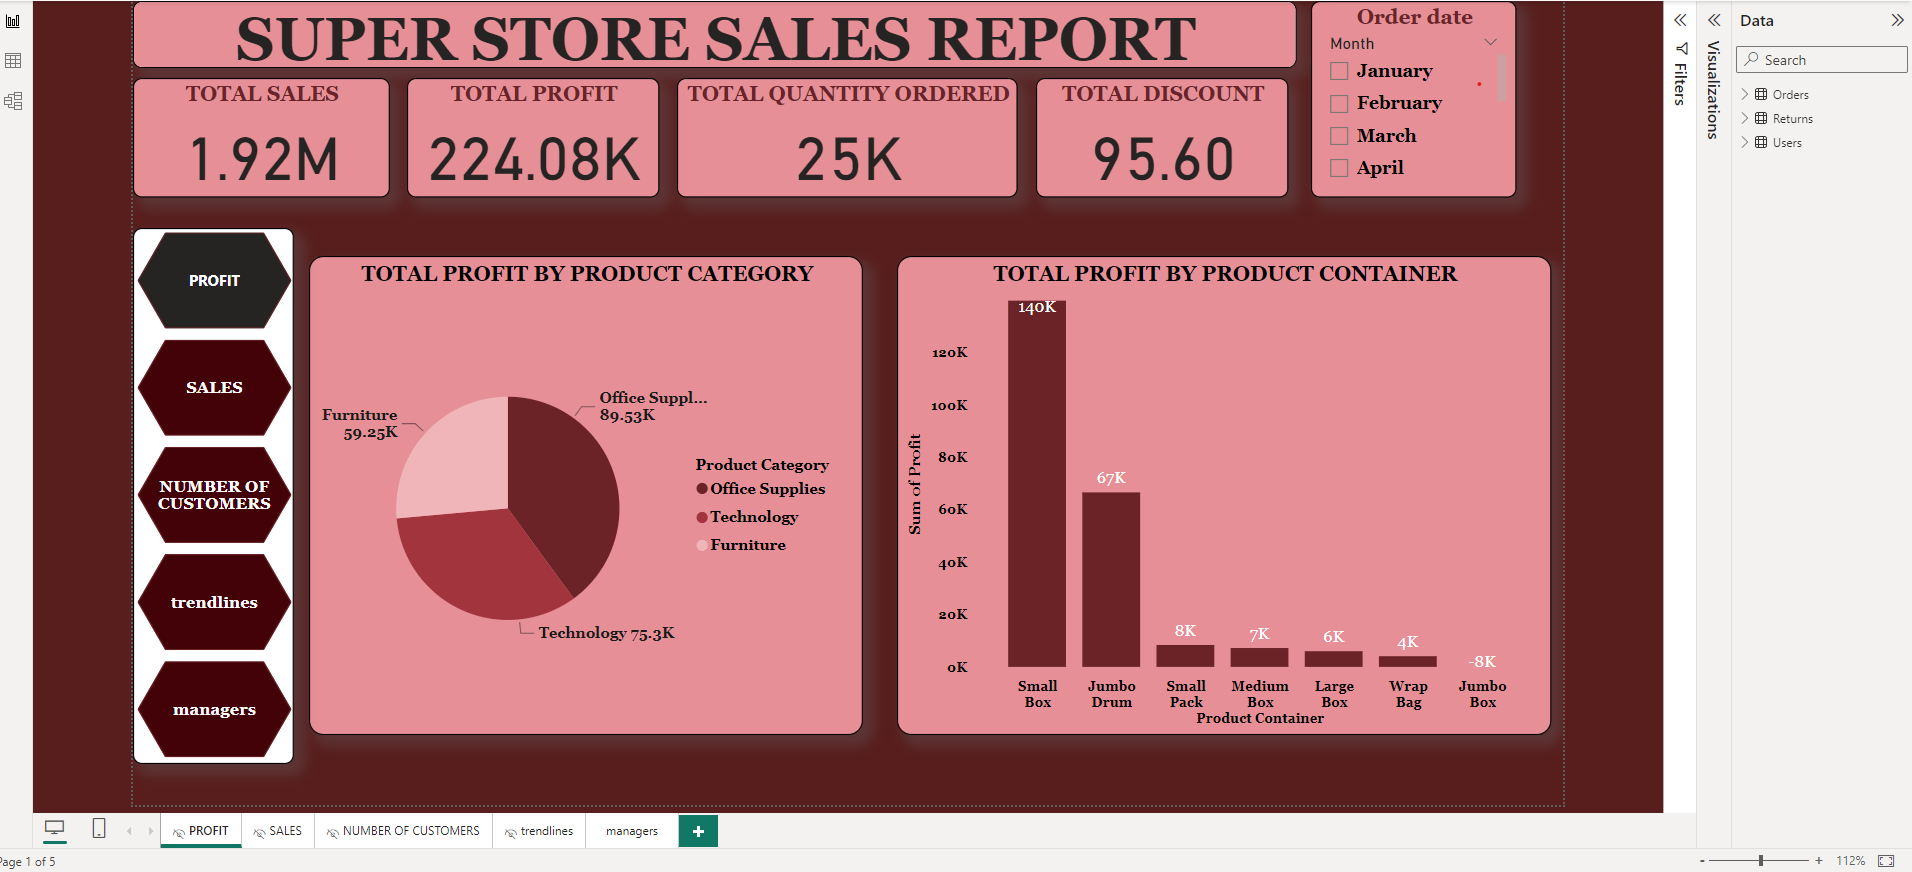 SUPER STORE SALES REPORT
Order date
Month
January
February
March
April
TOTAL SALES
1.92M
TOTAL PROFIT
224.08K
TOTAL QUANTITY ORDERED
25K
TOTAL DISCOUNT
95.60
PROFIT
SALES
NUMBER OF
CUSTOMERS
trendlines
managers
TOTAL PROFIT BY PRODUCT CATEGORY
Office Suppl...
89.53K
Furniture
59.25K
Technology 75.3K
Product Category
Office Supplies
Technology
Furniture
TOTAL PROFIT BY PRODUCT CONTAINER
Sum of Profit
120K
100K
80K
60K
40K
20K
0K
140K
67K
8K
7K
6K
4K
-8K
Small
Box
Jumbo
Drum
Small
Pack
Medium
Box
Large
Box
Wrap
Bag
Jumbo
Box
Product Container
Filters
Visualizations
Data
Search
Orders
Returns
Users
PROFIT
SALES
NUMBER OF CUSTOMERS
trendlines
managers
+
Page 1 of 5
- + 112%